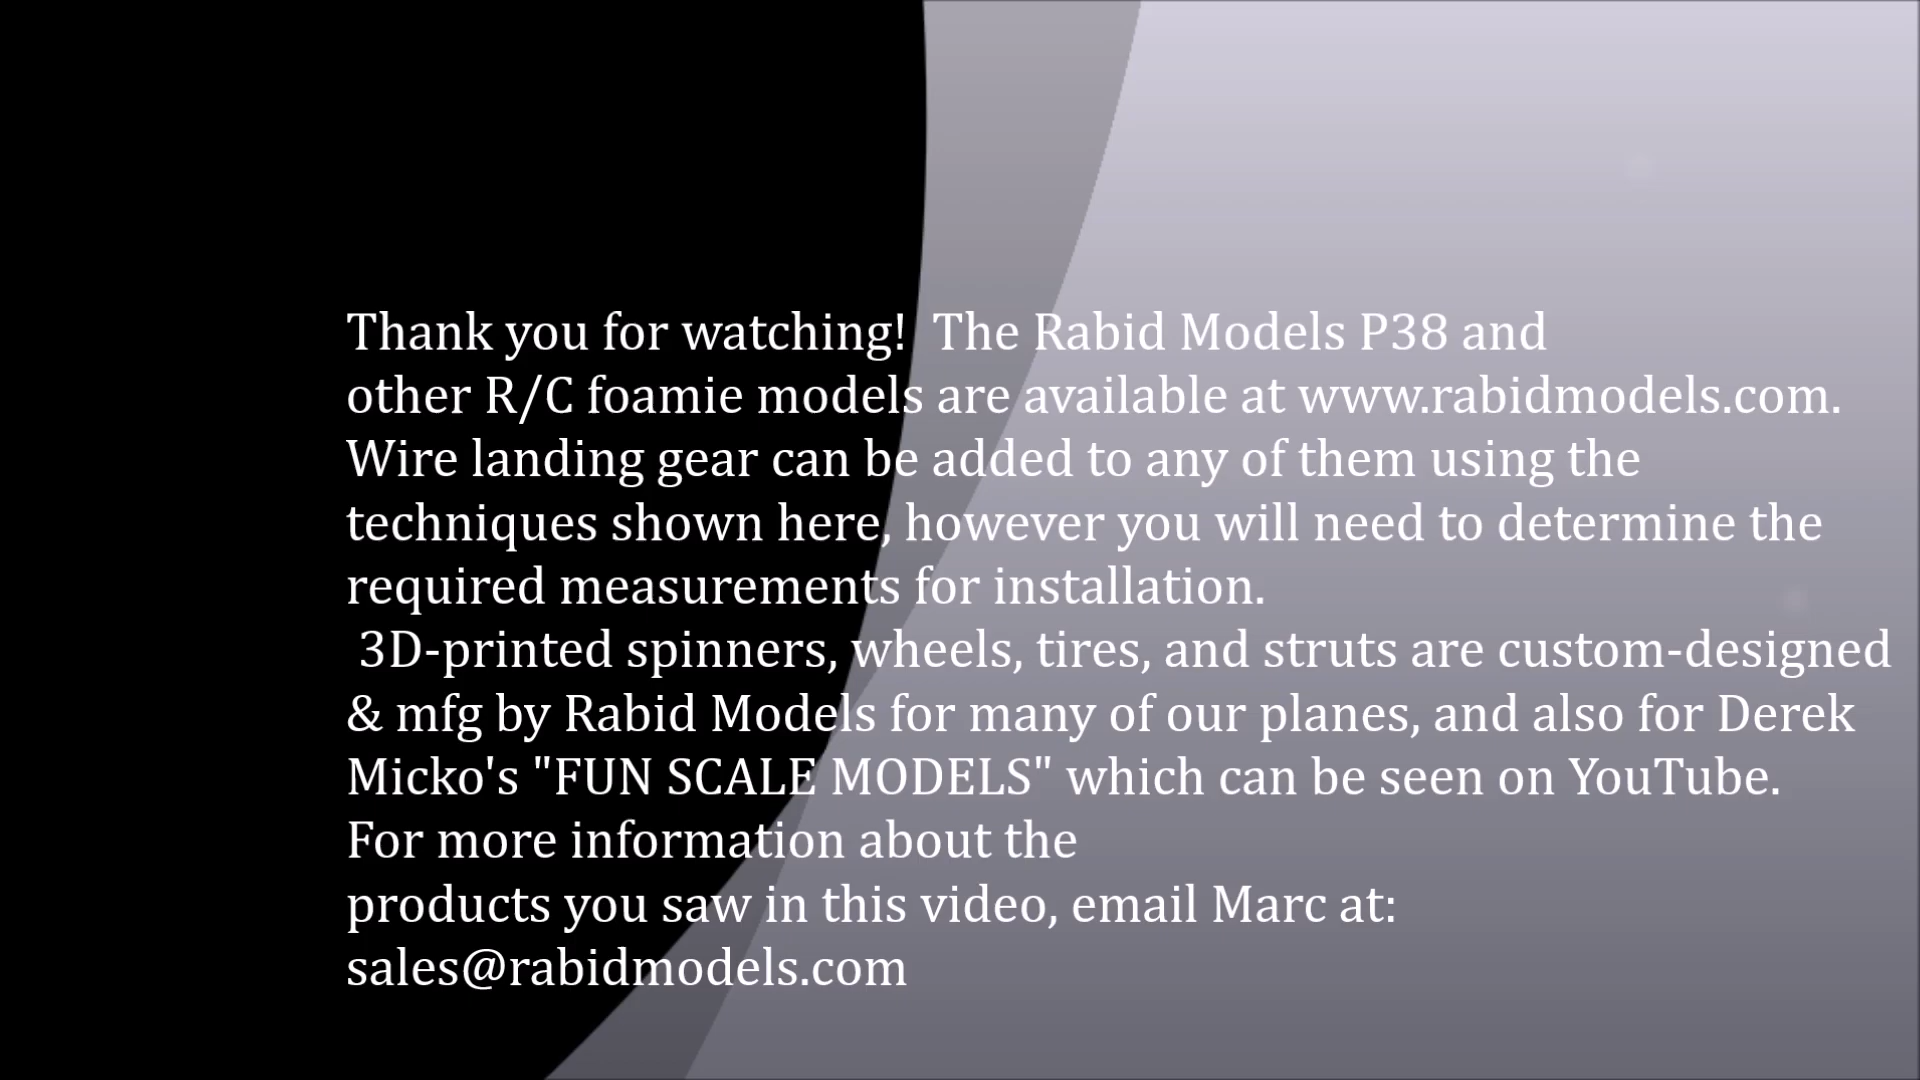 Thank you for watching!  The Rabid Models P38 and
other R/C foamie models are available at www.rabidmodels.com.
Wire landing gear can be added to any of them using the
techniques shown here, however you will need to determine the
required measurements for installation.
3D-printed spinners, wheels, tires, and struts are custom-designed
& mfg by Rabid Models for many of our planes, and also for Derek
Micko's "FUN SCALE MODELS" which can be seen on YouTube.
For more information about the
products you saw in this video, email Marc at:
sales@rabidmodels.com